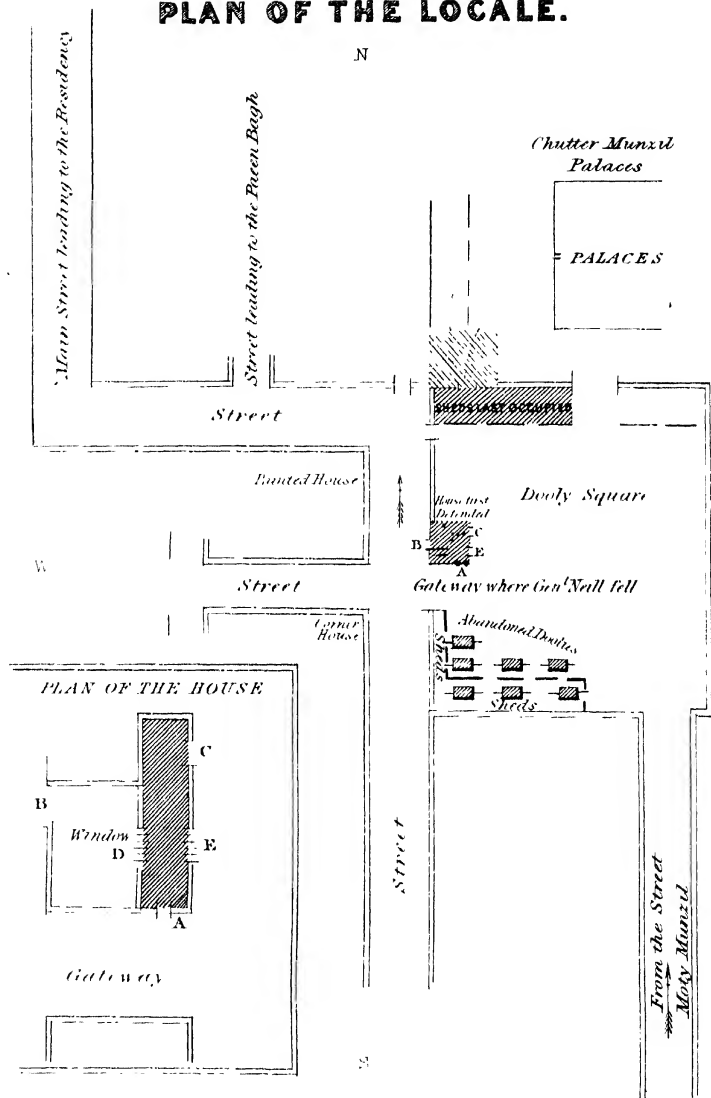 PLAN OF THE LOCALE.
N
Main Street leading to the Residency
Street leading to the Pareen Bagh
Chutter Munzil
Palaces
PALACES
SHEDS LAST OCCUPIED
Street
Painted House
House first
Defended
Dooly Square
C
B
E
A
W
Street
Gateway where Genl Neill fell
Corner
House
Abandoned Doolies
Sheds
Sheds
PLAN OF THE HOUSE
C
B
Window
D
E
A
Gateway
Street
From the Street
Moty Munzil
S